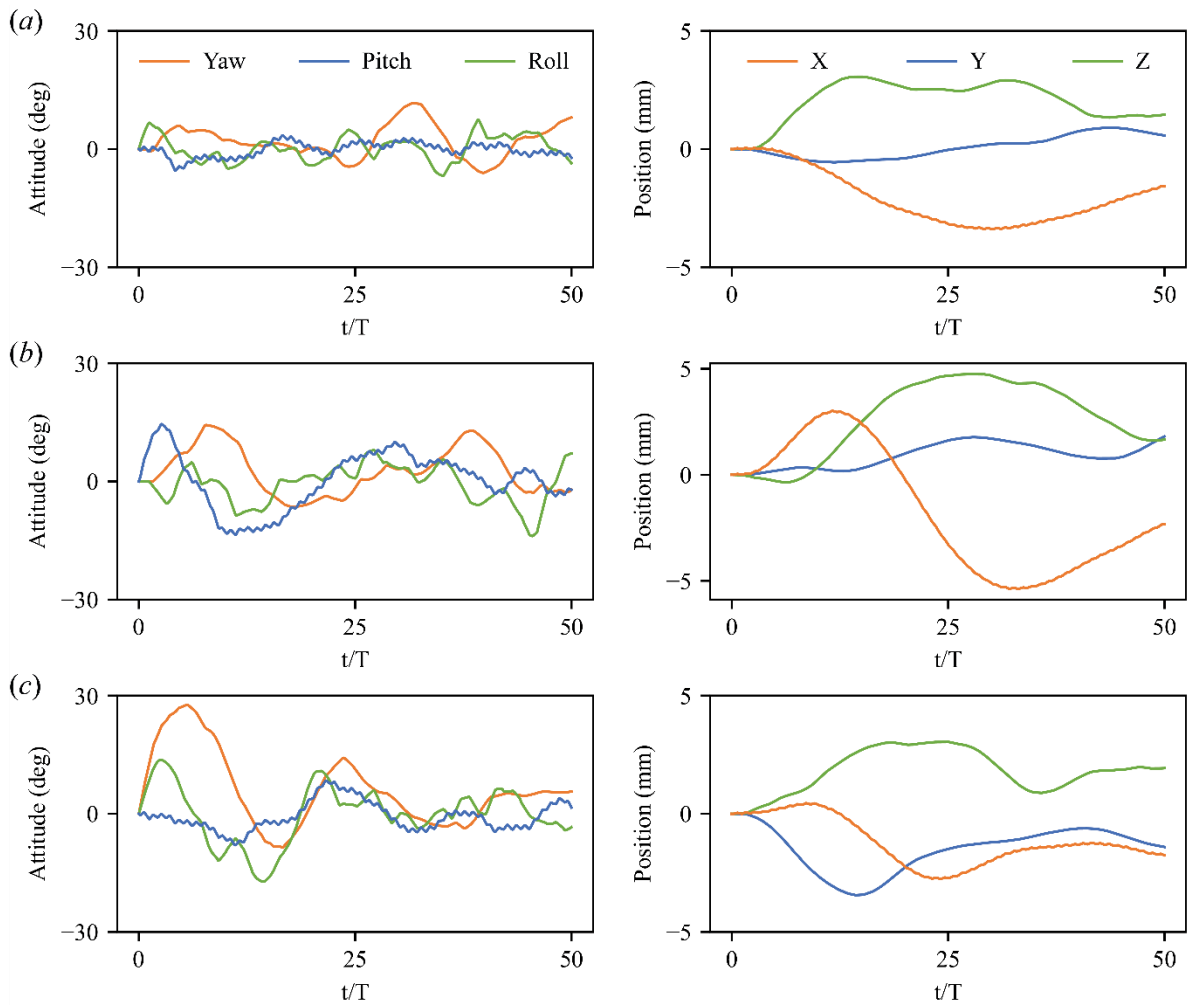 (a)
30
0
−30
Attitude (deg)
Yaw Pitch Roll
0 25 50
t/T
5
0
−5
Position (mm)
X Y Z
0 25 50
t/T
(b)
30
0
−30
Attitude (deg)
0 25 50
t/T
5
0
−5
Position (mm)
0 25 50
t/T
(c)
30
0
−30
Attitude (deg)
0 25 50
t/T
5
0
−5
Position (mm)
0 25 50
t/T